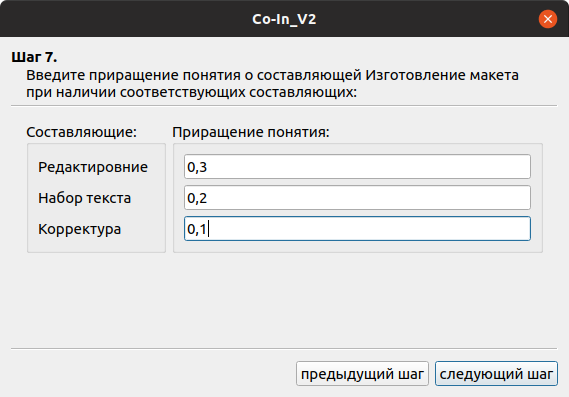 Co-In_V2
Шаг 7.
Введите приращение понятия о составляющей Изготовление макета
при наличии соответствующих составляющих:
Составляющие: Приращение понятия:
Редактировние 0,3
Набор текста 0,2
Корректура 0,1
предыдущий шаг следующий шаг